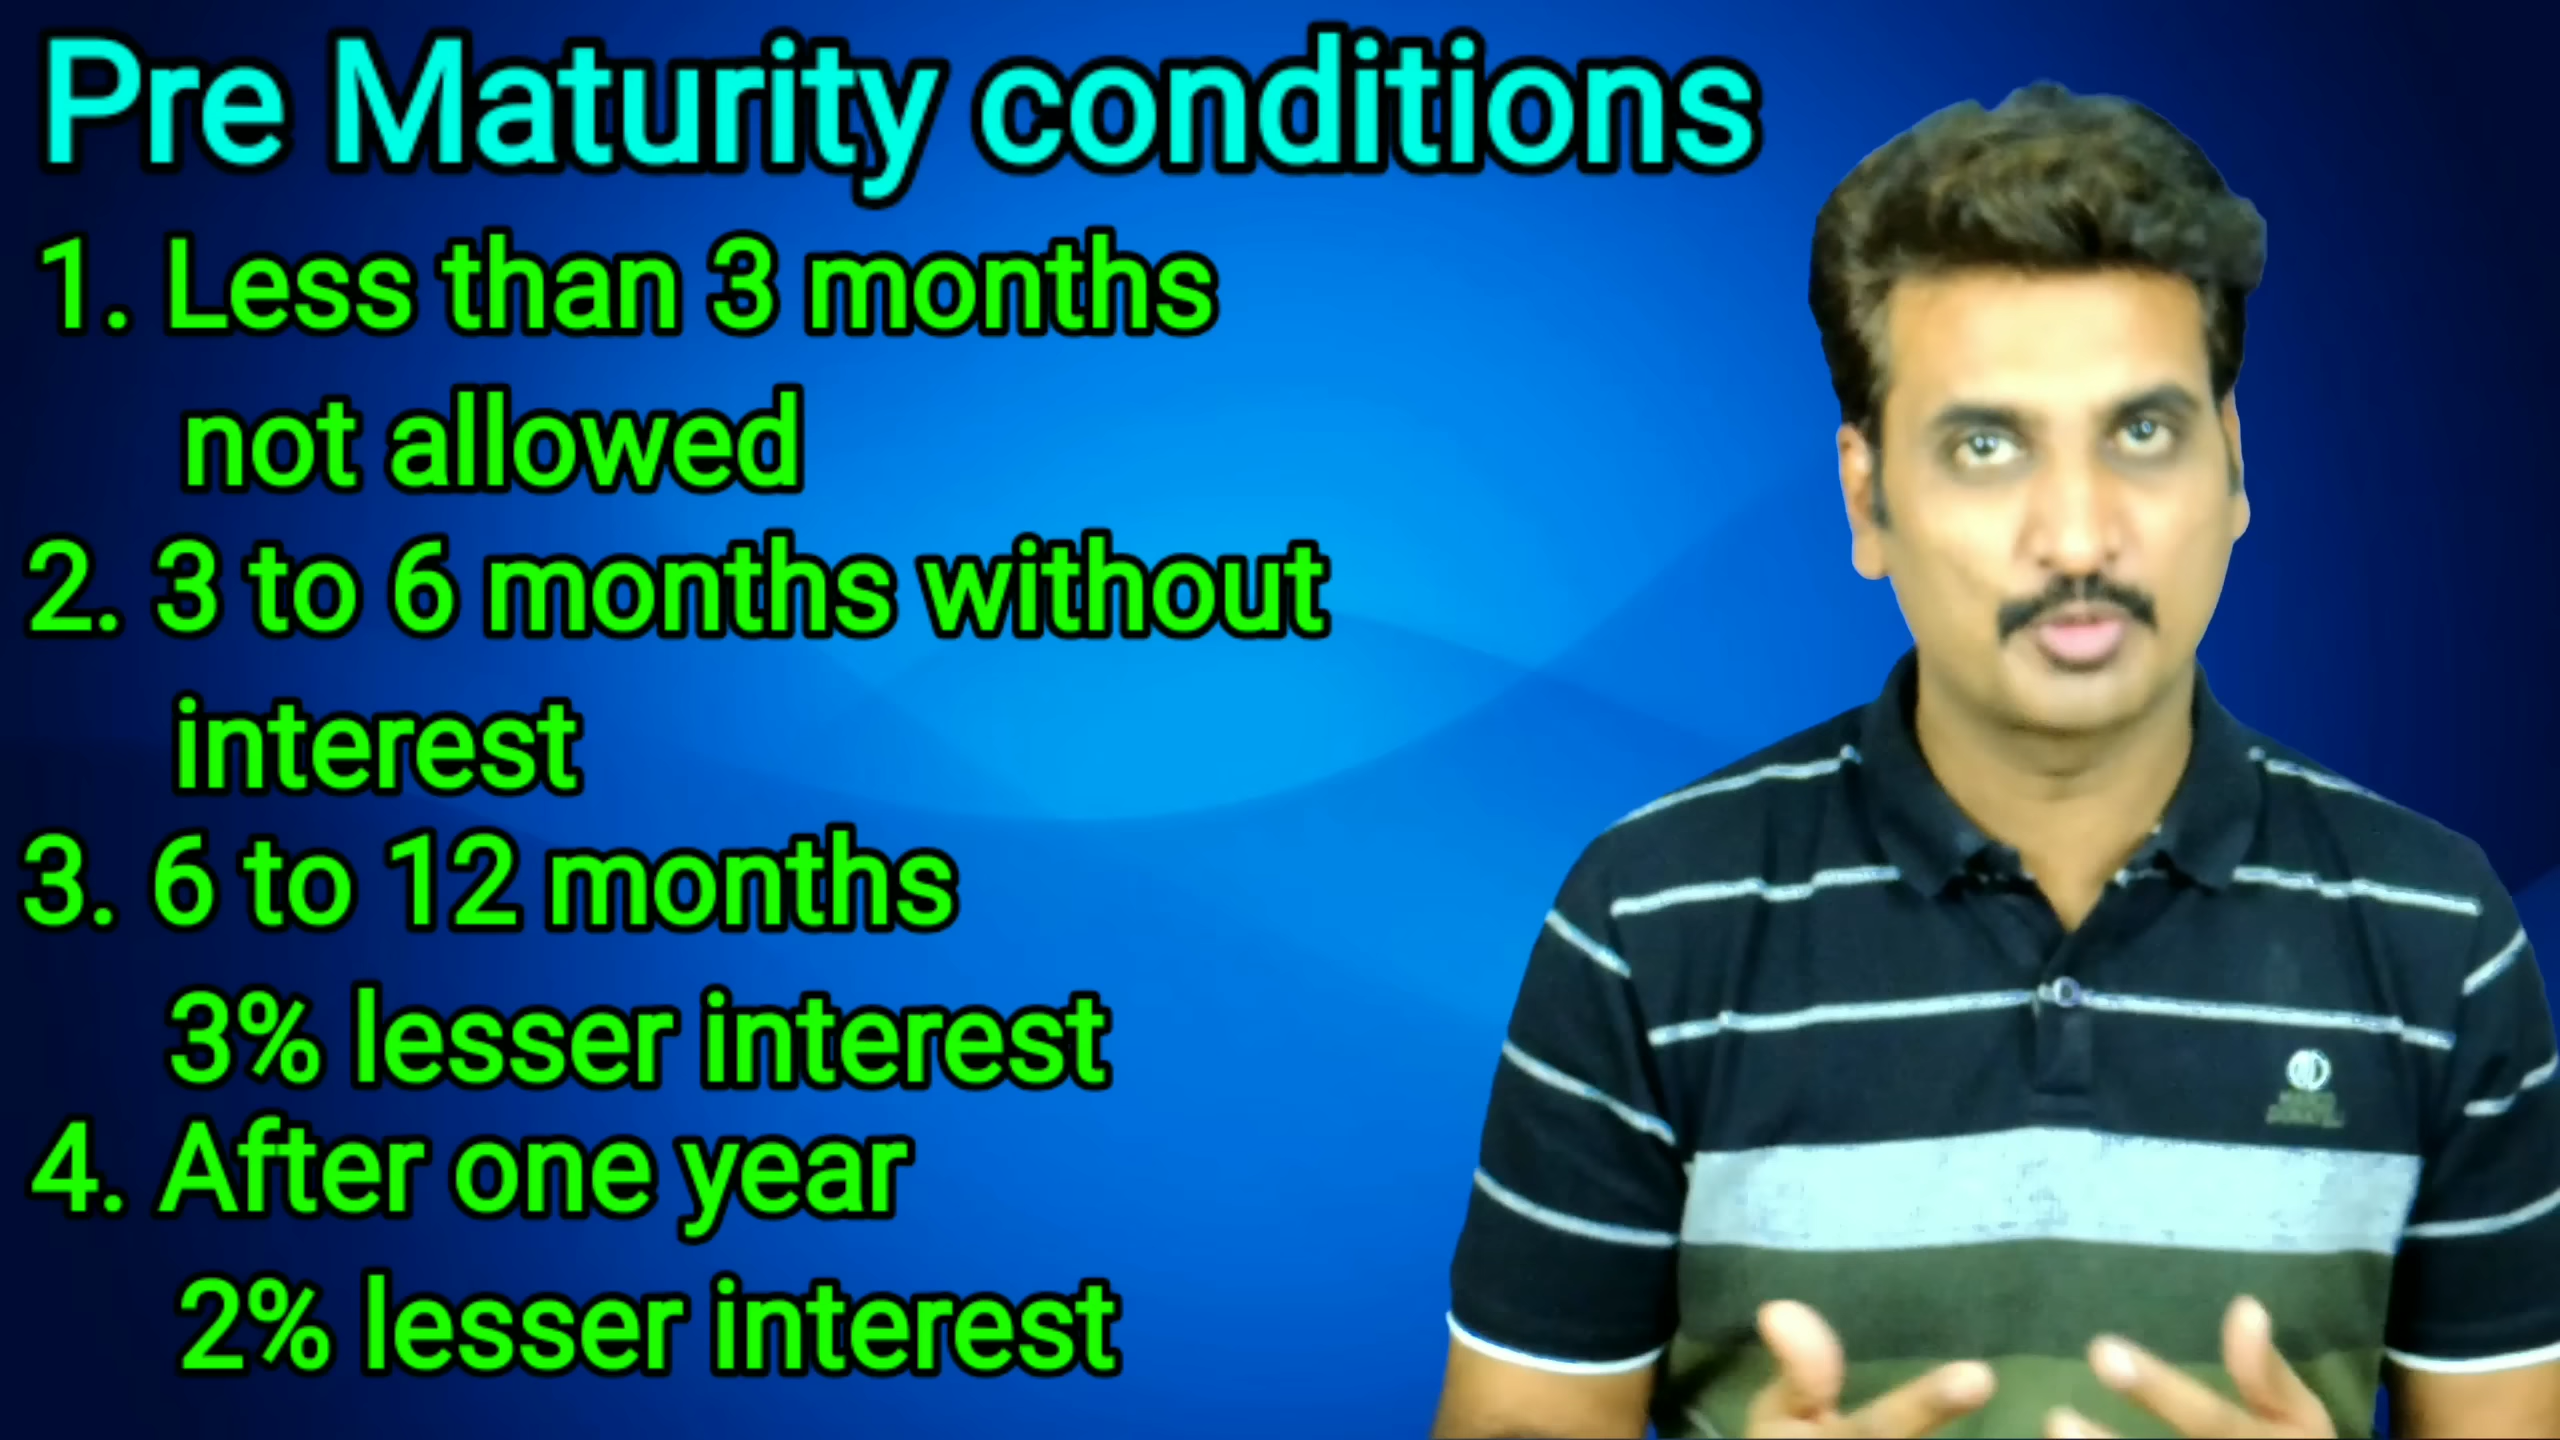 Pre Maturity conditions
1. Less than 3 months
not allowed
2. 3 to 6 months without
interest
3. 6 to 12 months
3% lesser interest
4. After one year
2% lesser interest